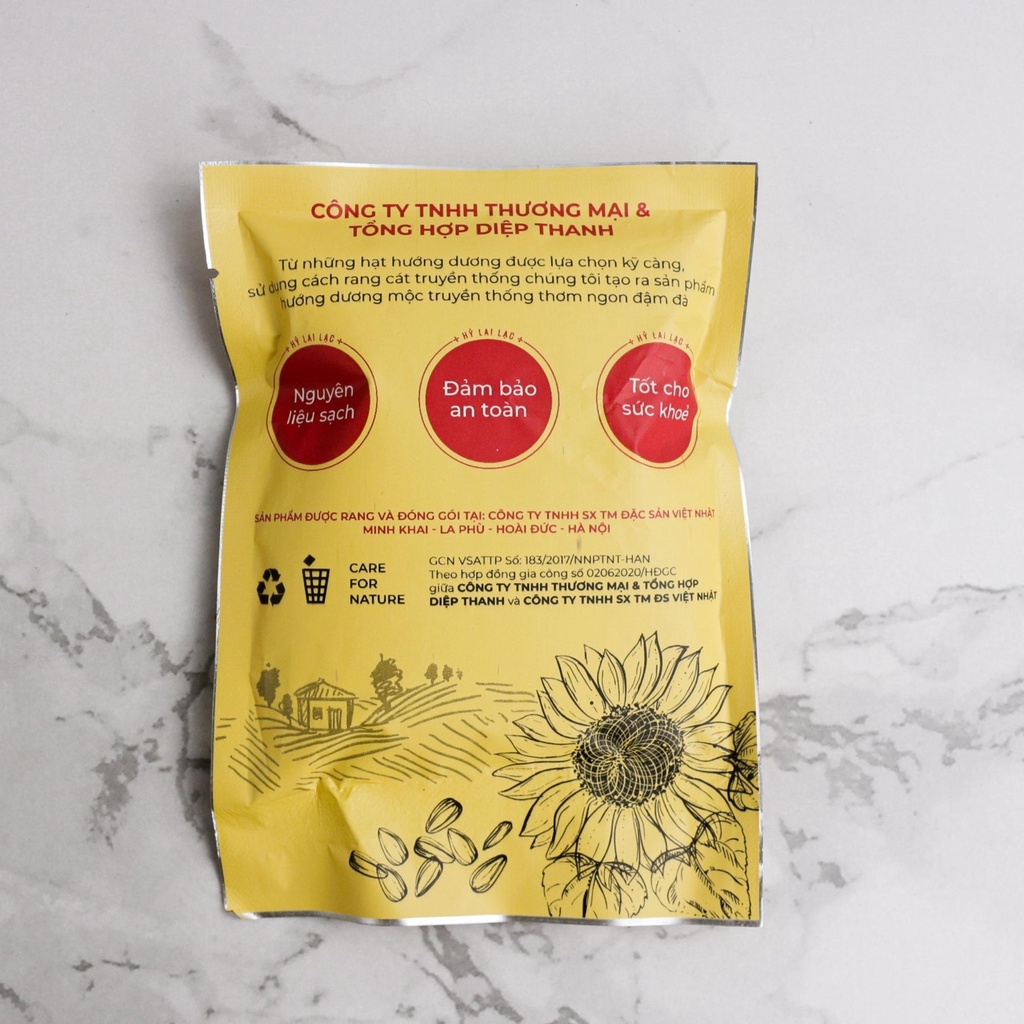 CÔNG TY TNHH THƯƠNG MẠI &
TỔNG HỢP DIỆP THANH
Từ những hạt hướng dương được lựa chọn kỹ càng,
sử dụng cách rang cát truyền thống chúng tôi tạo ra sản phẩm
hướng dương mộc truyền thống thơm ngon đậm đà
HỶ LAI LẠC
Nguyên
liệu sạch
HỶ LAI LẠC
Đảm bảo
an toàn
HỶ LAI LẠC
Tốt cho
sức khoẻ
SẢN PHẨM ĐƯỢC RANG VÀ ĐÓNG GÓI TẠI: CÔNG TY TNHH SX TM ĐẶC SẢN VIỆT NHẬT
MINH KHAI - LA PHÙ - HOÀI ĐỨC - HÀ NỘI
CARE
FOR
NATURE
GCN VSATTP Số: 183/2017/NNPTNT-HAN
Theo hợp đồng gia công số 02062020/HĐGC
giữa CÔNG TY TNHH THƯƠNG MẠI & TỔNG HỢP
DIỆP THANH và CÔNG TY TNHH SX TM ĐS VIỆT NHẬT